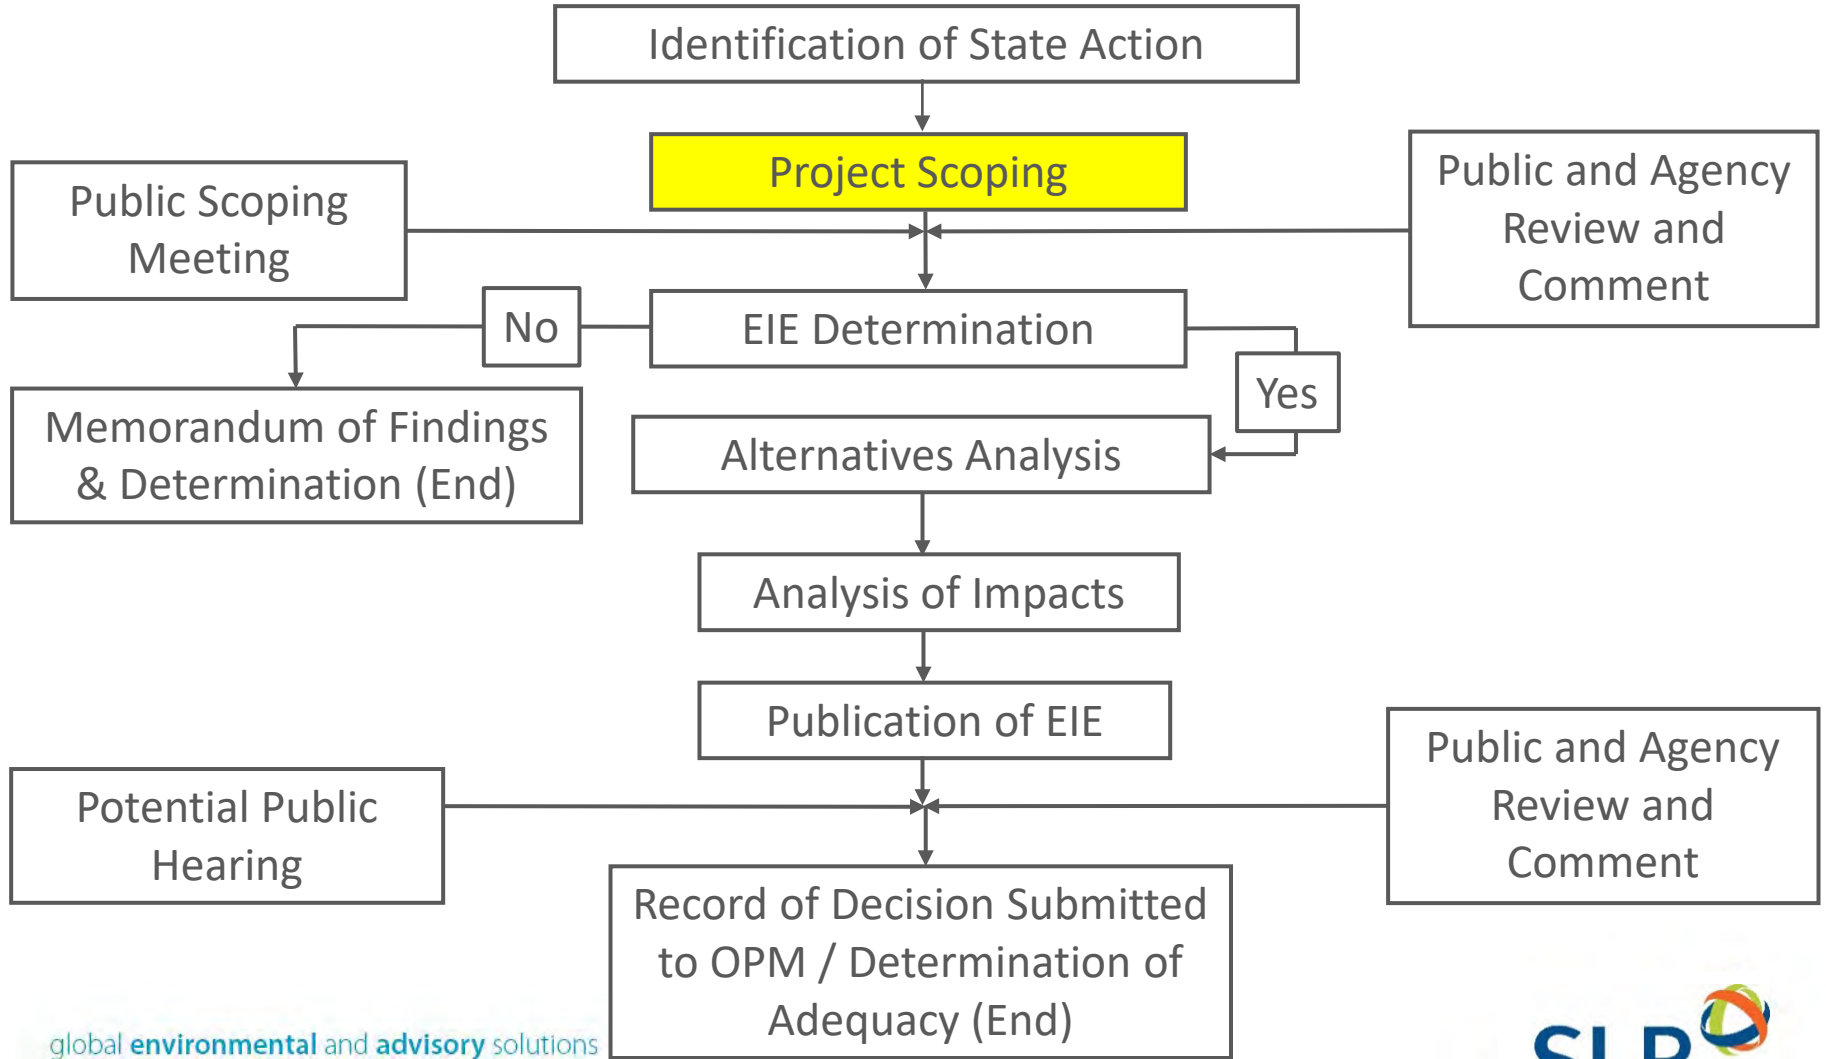 Identification of State Action
Project Scoping
Public Scoping
Meeting
Public and Agency
Review and
Comment
No
EIE Determination
Yes
Memorandum of Findings
& Determination (End)
Alternatives Analysis
Analysis of Impacts
Publication of EIE
Potential Public
Hearing
Public and Agency
Review and
Comment
Record of Decision Submitted
to OPM / Determination of
Adequacy (End)
global environmental and advisory solutions
SLR